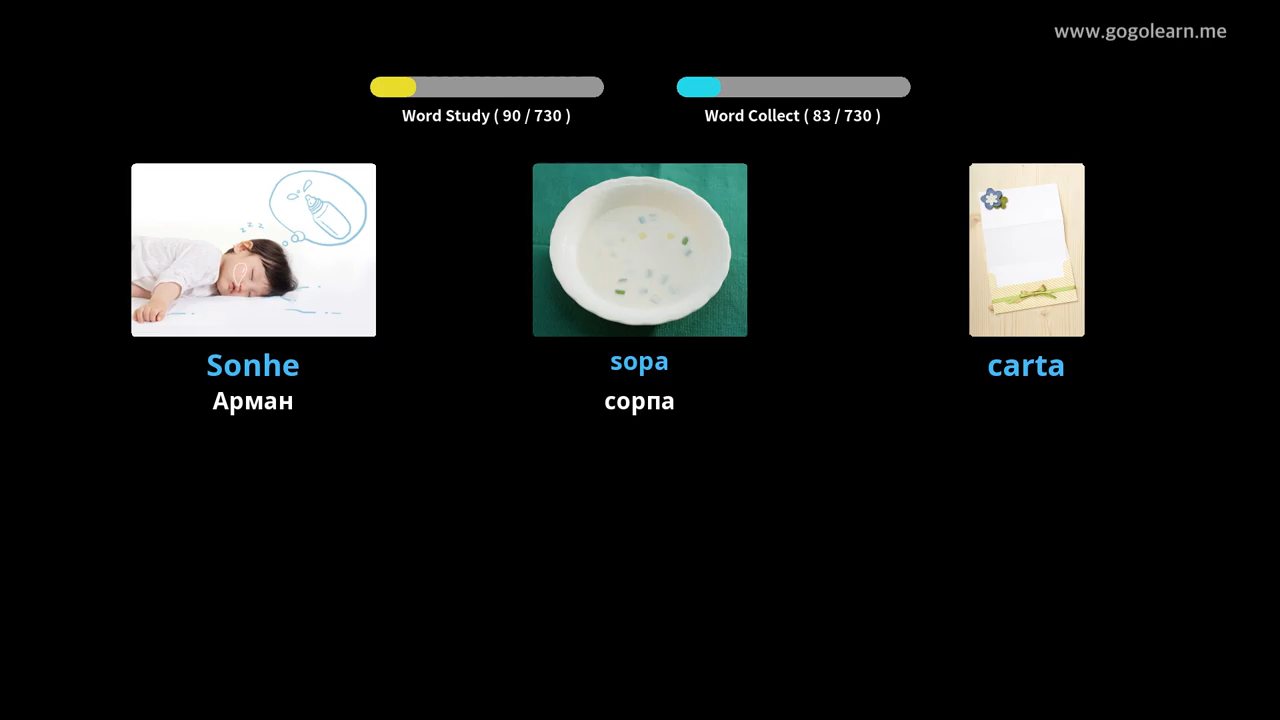 www.gogolearn.me
Word Study ( 90 / 730 )
Word Collect ( 83 / 730 )
z z z
Sonhe
Арман
sopa
сорпа
carta